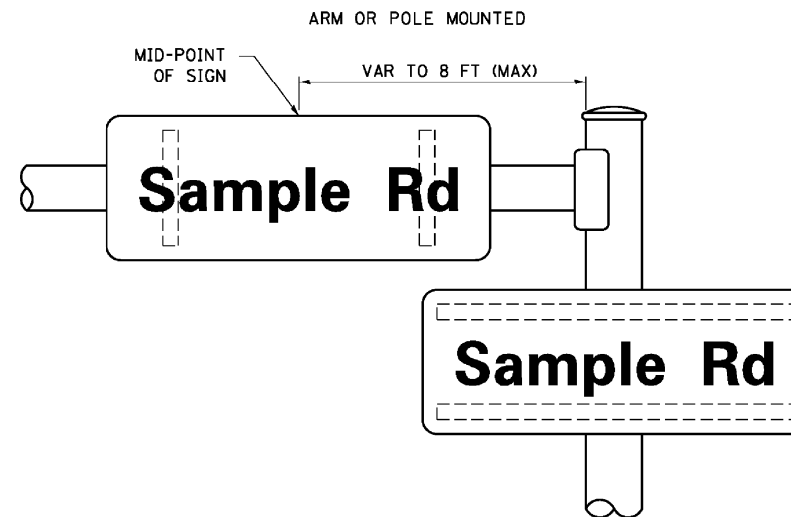 ARM OR POLE MOUNTED
MID-POINT
OF SIGN
VAR TO 8 FT (MAX)
Sample Rd
Sample Rd